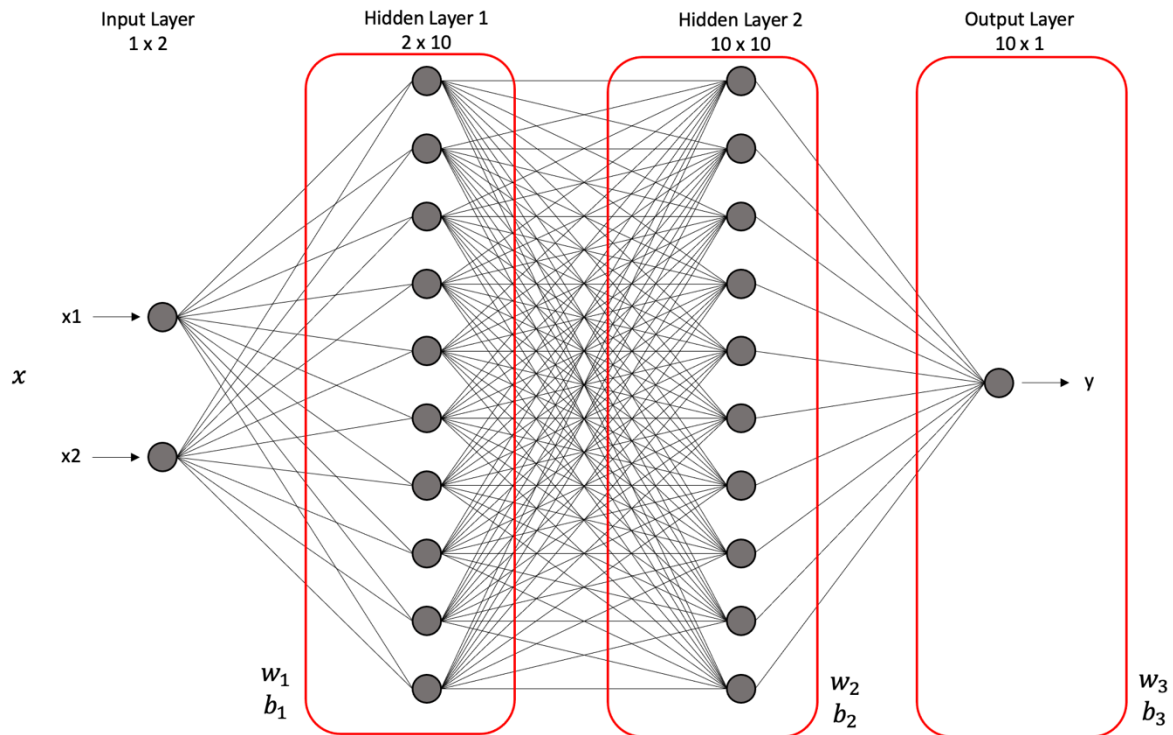 Input Layer
1 x 2
Hidden Layer 1
2 x 10
Hidden Layer 2
10 x 10
Output Layer
10 x 1
x1
x
x2
y
w₁
b₁
w₂
b₂
w₃
b₃